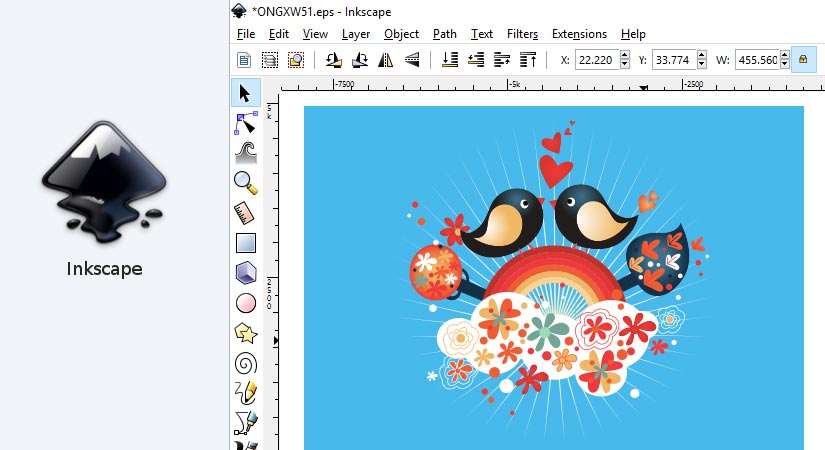 *ONGXW51.eps - Inkscape
File Edit View Layer Object Path Text Filters Extensions Help
X: 22.220 Y: 33.774 W: 455.560
-7500 -5k -2500
5k
2500
Inkscape